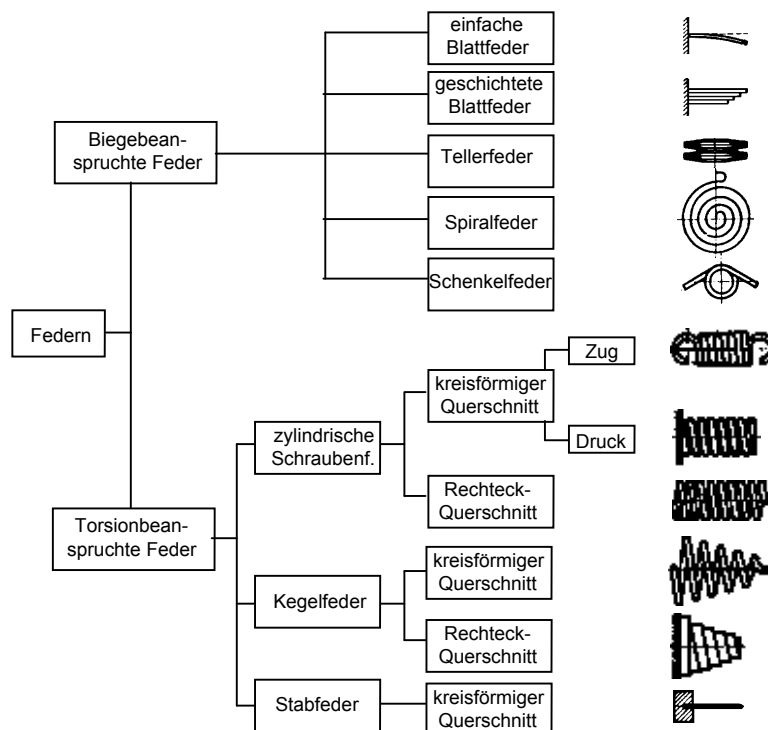 einfache
Blattfeder
geschichtete
Blattfeder
Biegebean-
spruchte Feder
Tellerfeder
Spiralfeder
Schenkelfeder
Federn
Zug
kreisförmiger
Querschnitt
zylindrische
Schraubenf.
Druck
Rechteck-
Querschnitt
Torsionbean-
spruchte Feder
kreisförmiger
Querschnitt
Kegelfeder
Rechteck-
Querschnitt
Stabfeder
kreisförmiger
Querschnitt